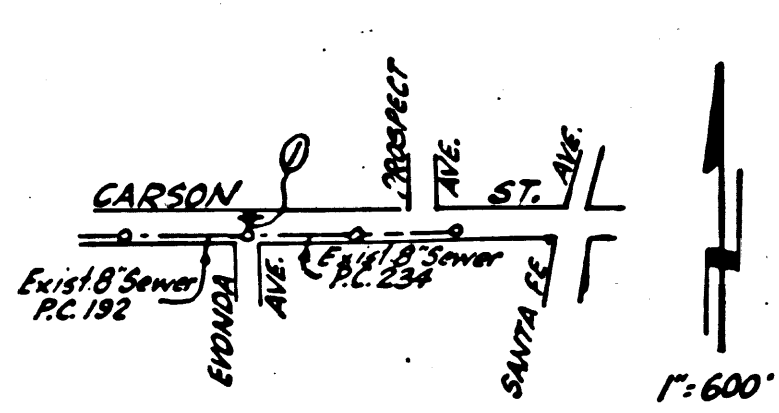 PROSPECT
AVE.
CARSON
ST.
AVE.
Exist. 8" Sewer
P.C. 192
EVONDA
AVE.
Exist. 8" Sewer
P.C. 234
SANTA FE
1" = 600'